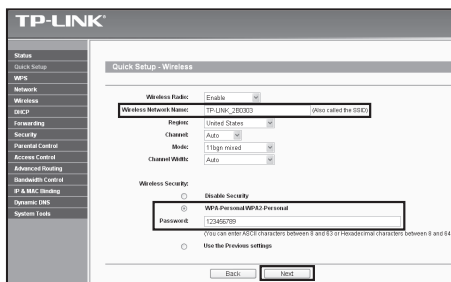 TP-LINK®
Status
Quick Setup
WPS
Network
Wireless
DHCP
Forwarding
Security
Parental Control
Access Control
Advanced Routing
Bandwidth Control
IP & MAC Binding
Dynamic DNS
System Tools
Quick Setup - Wireless
Wireless Radio: Enable
Wireless Network Name: TP-LINK_2B0303 (Also called the SSID)
Region: United States
Channel: Auto
Mode: 11bgn mixed
Channel Width: Auto
Wireless Security:
Disable Security
WPA-Personal/WPA2-Personal
Password: 123456789
(You can enter ASCII characters between 8 and 63 or Hexadecimal characters between 8 and 64
Use the Previous settings
Back Next